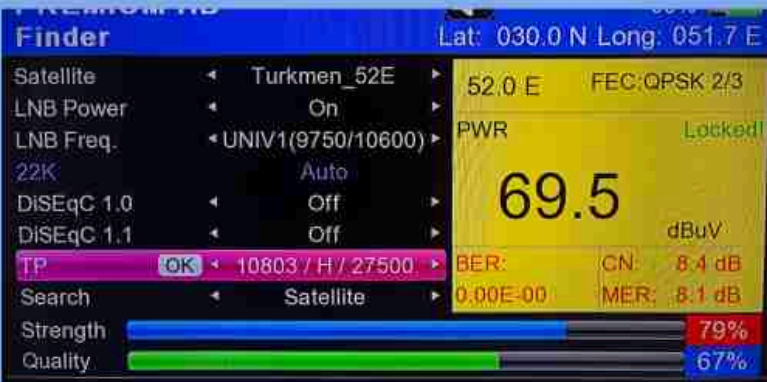 Finder
Lat: 030.0 N Long: 051.7 E
Satellite Turkmen_52E
LNB Power On
LNB Freq. UNIV1(9750/10600)
22K Auto
DiSEqC 1.0 Off
DiSEqC 1.1 Off
TP OK 10803 / H / 27500
Search Satellite
52.0 E FEC:QPSK 2/3
PWR Locked!
69.5
dBuV
BER: CN: 8.4 dB
0.00E-00 MER: 8.1 dB
Strength 79%
Quality 67%